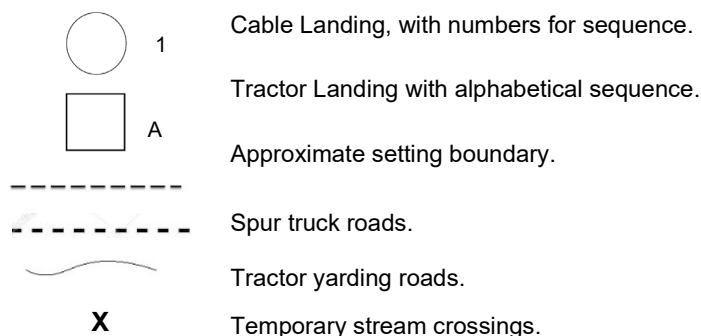 1 Cable Landing, with numbers for sequence.
A Tractor Landing with alphabetical sequence.
Approximate setting boundary.
Spur truck roads.
Tractor yarding roads.
X Temporary stream crossings.